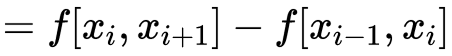 = f[x_i, x_{i+1}] − f[x_{i−1}, x_i]